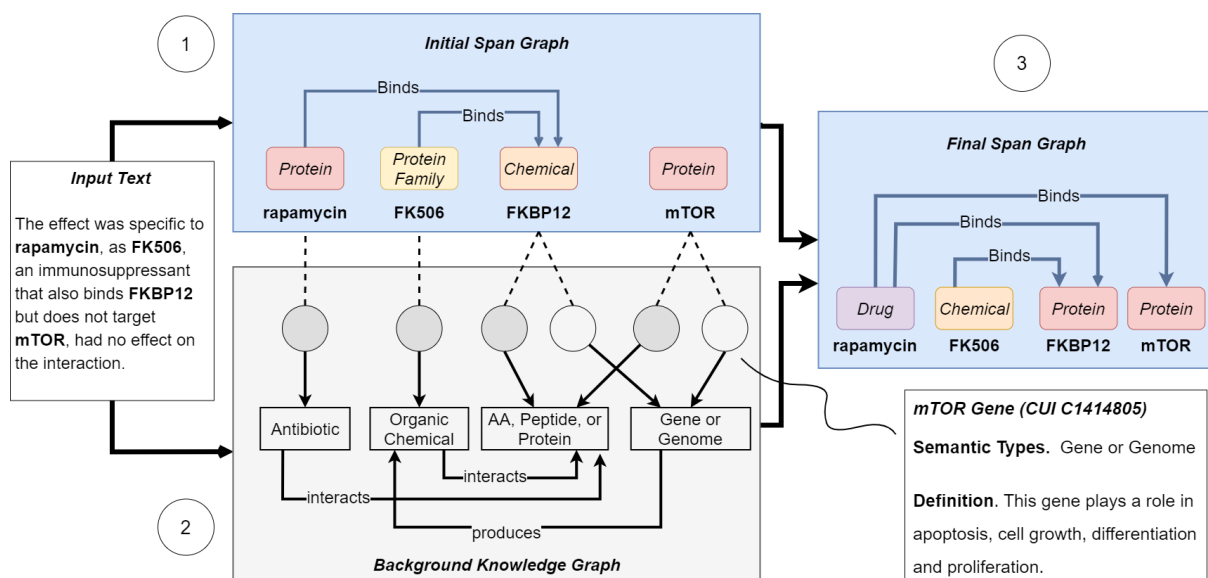 1
Initial Span Graph
Binds
Binds
Protein
Protein
Family
Chemical
Protein
rapamycin
FK506
FKBP12
mTOR
Input Text
The effect was specific to
rapamycin, as FK506,
an immunosuppressant
that also binds FKBP12
but does not target
mTOR, had no effect on
the interaction.
Antibiotic
Organic
Chemical
AA, Peptide, or
Protein
Gene or
Genome
interacts
interacts
produces
2
Background Knowledge Graph
3
Final Span Graph
Binds
Binds
Binds
Drug
Chemical
Protein
Protein
rapamycin
FK506
FKBP12
mTOR
mTOR Gene (CUI C1414805)
Semantic Types. Gene or Genome
Definition. This gene plays a role in
apoptosis, cell growth, differentiation
and proliferation.